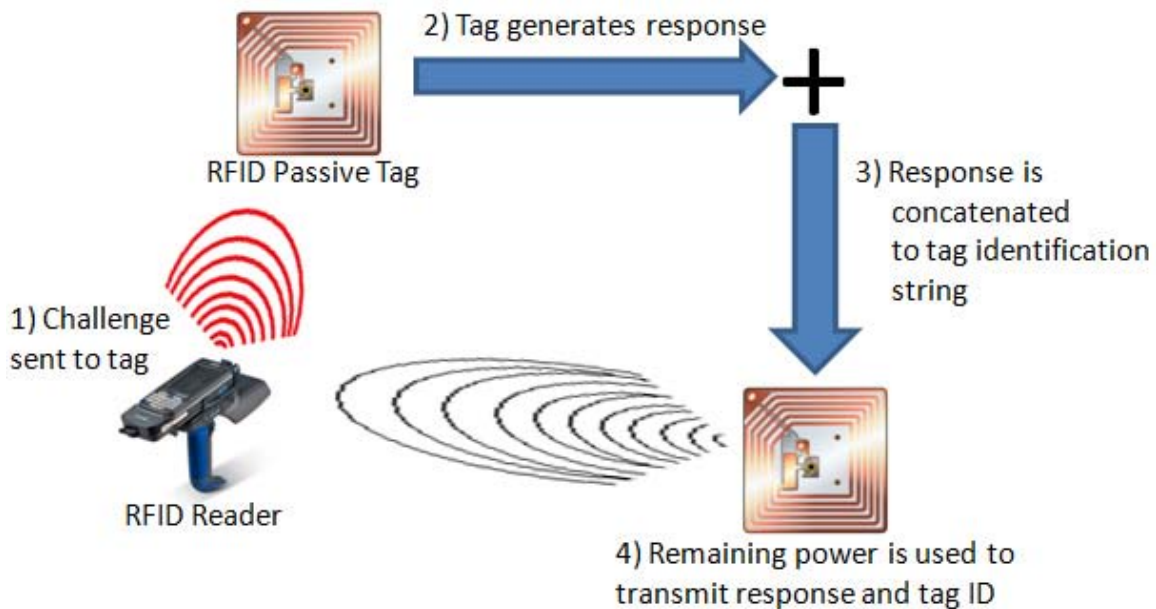 2) Tag generates response
RFID Passive Tag
3) Response is
concatenated
to tag identification
string
1) Challenge
sent to tag
RFID Reader
4) Remaining power is used to
transmit response and tag ID